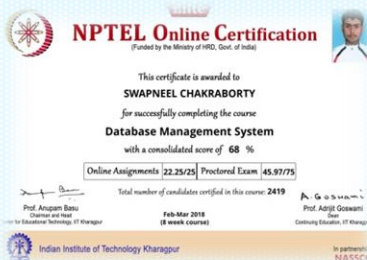 NPTEL Online Certification
(Funded by the Ministry of HRD, Govt. of India)
This certificate is awarded to
SWAPNEEL CHAKRABORTY
for successfully completing the course
Database Management System
with a consolidated score of 68 %
Online Assignments 22.25/25 Proctored Exam 45.97/75
Total number of candidates certified in this course: 2419
Prof. Anupam Basu
Chairman and Head
for Educational Technology, IIT Kharagpur
Feb-Mar 2018
(8 week course)
A. Goswami
Prof. Adrijit Goswami
Dean
Continuing Education, IIT Kharagpur
Indian Institute of Technology Kharagpur
In partnership
NASSCO